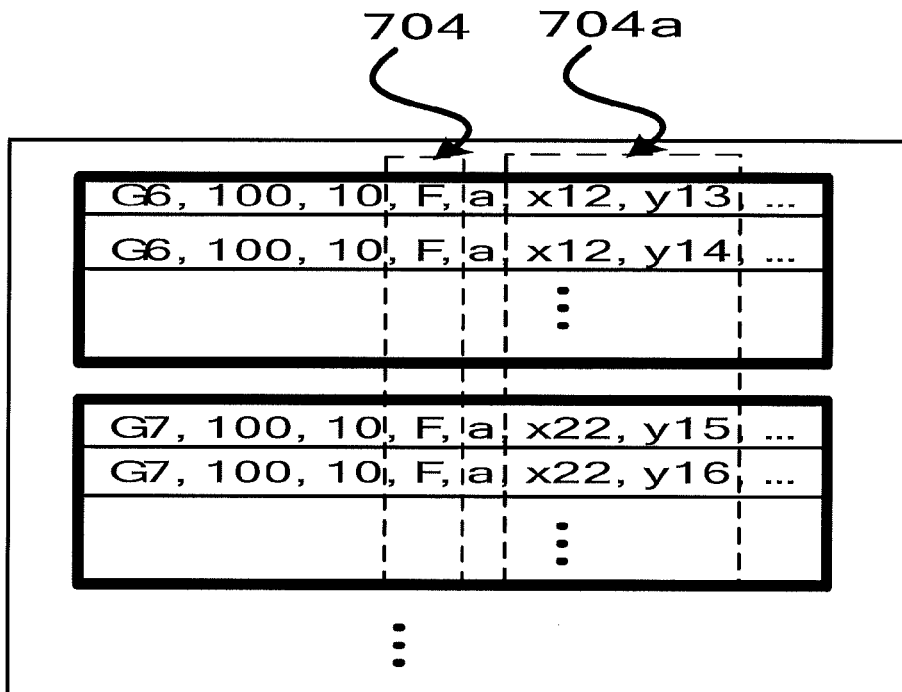 704 704a
G6, 100, 10, F, a, x12, y13, ...
G6, 100, 10, F, a, x12, y14, ...
G7, 100, 10, F, a, x22, y15, ...
G7, 100, 10, F, a, x22, y16, ...